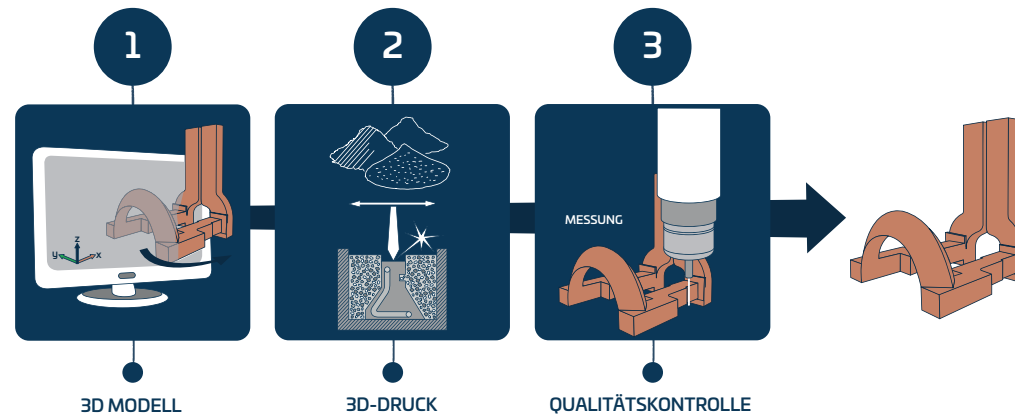 1
2
3
z
y
x
MESSUNG
3D MODELL
3D-DRUCK
QUALITÄTSKONTROLLE